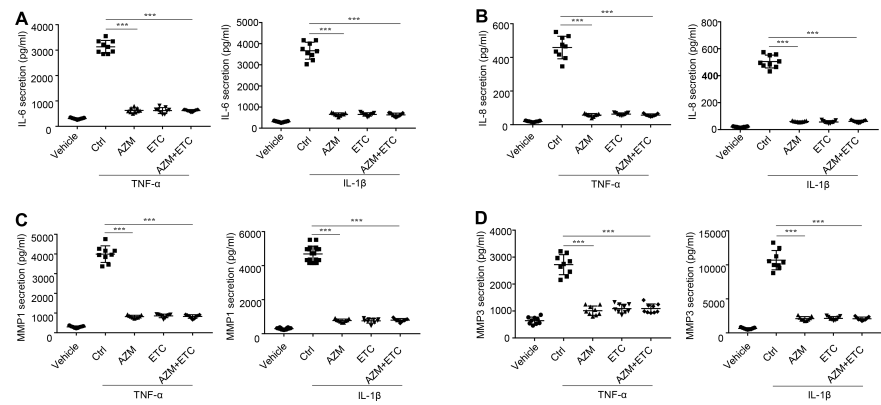 A
IL-6 secretion (pg/ml)
4000
3000
2000
1000
0
***
***
Vehicle
Ctrl
AZM
ETC
AZM+ETC
TNF-α
IL-6 secretion (pg/ml)
5000
4000
3000
2000
1000
0
***
***
Vehicle
Ctrl
AZM
ETC
AZM+ETC
IL-1β
B
IL-8 secretion (pg/ml)
800
600
400
200
0
***
***
Vehicle
Ctrl
AZM
ETC
AZM+ETC
TNF-α
IL-8 secretion (pg/ml)
800
600
400
200
0
***
***
Vehicle
Ctrl
AZM
ETC
AZM+ETC
IL-1β
C
MMP1 secretion (pg/ml)
5000
4000
3000
2000
1000
0
***
***
Vehicle
Ctrl
AZM
ETC
AZM+ETC
TNF-α
MMP1 secretion (pg/ml)
6000
4000
2000
0
***
***
Vehicle
Ctrl
AZM
ETC
AZM+ETC
IL-1β
D
MMP3 secretion (pg/ml)
4000
3000
2000
1000
0
***
***
Vehicle
Ctrl
AZM
ETC
AZM+ETC
TNF-α
MMP3 secretion (pg/ml)
15000
10000
5000
0
***
***
Vehicle
Ctrl
AZM
ETC
AZM+ETC
IL-1β